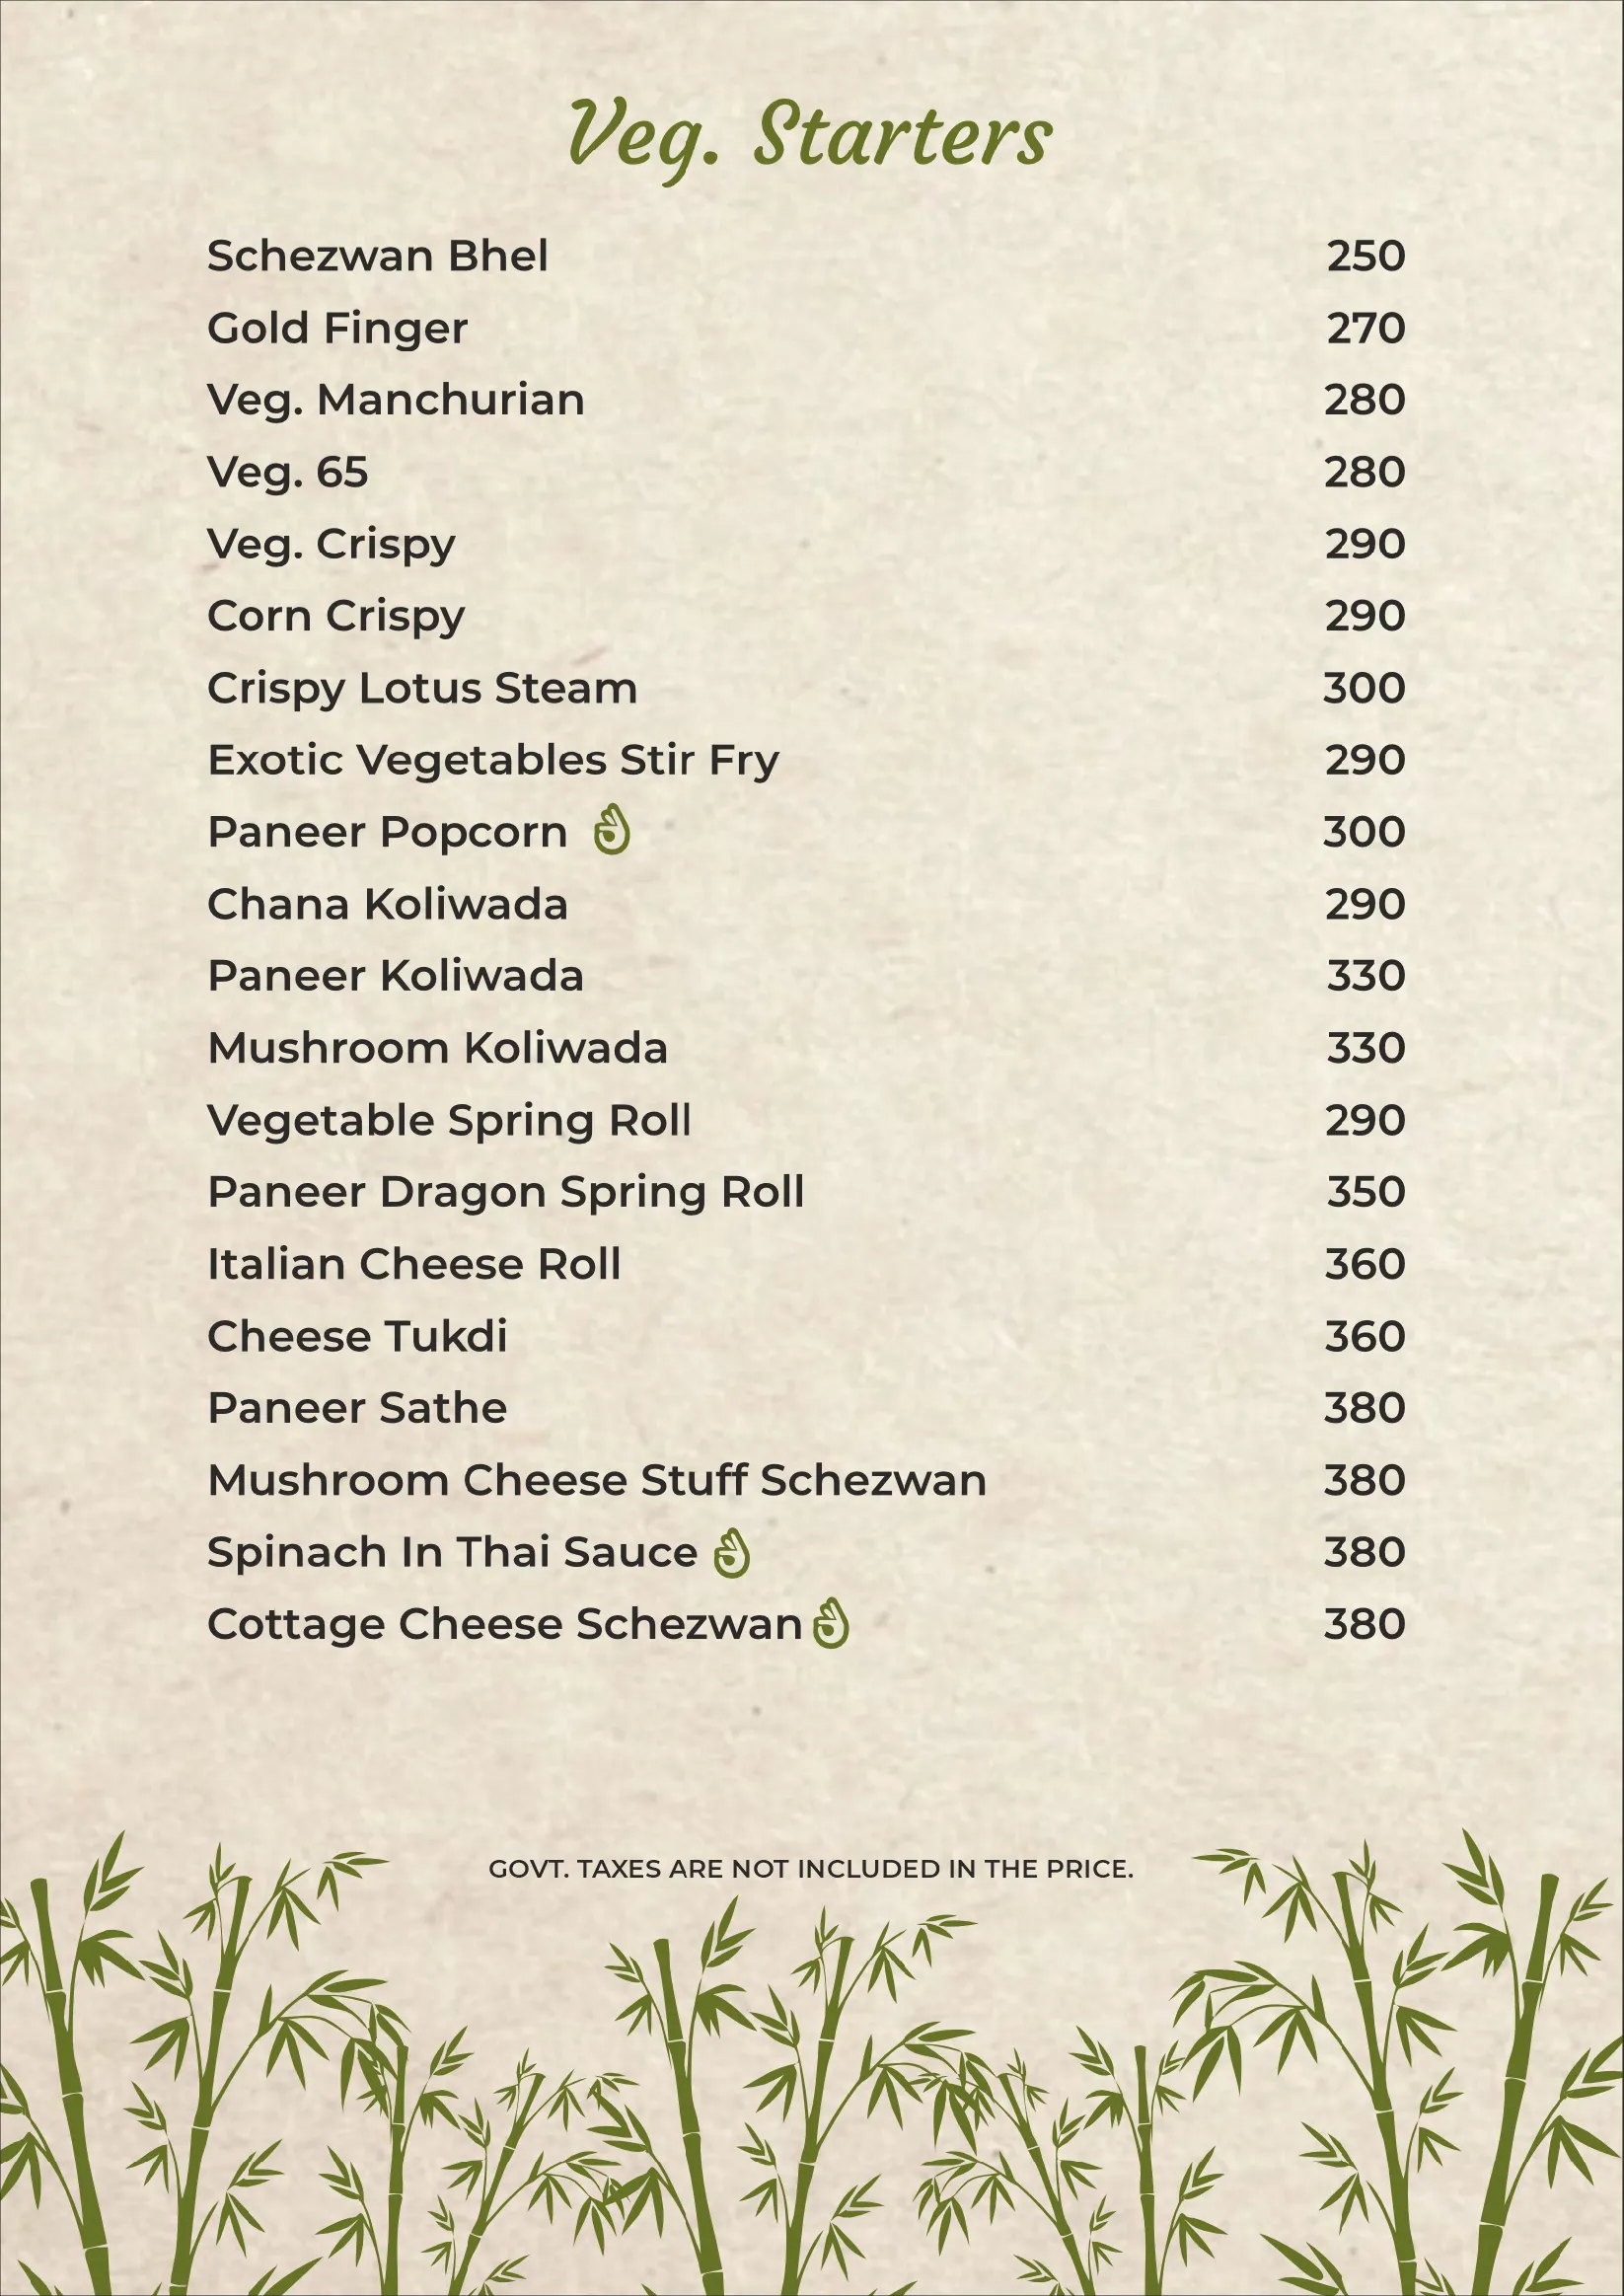 Veg. Starters
Schezwan Bhel 250
Gold Finger 270
Veg. Manchurian 280
Veg. 65 280
Veg. Crispy 290
Corn Crispy 290
Crispy Lotus Steam 300
Exotic Vegetables Stir Fry 290
Paneer Popcorn 300
Chana Koliwada 290
Paneer Koliwada 330
Mushroom Koliwada 330
Vegetable Spring Roll 290
Paneer Dragon Spring Roll 350
Italian Cheese Roll 360
Cheese Tukdi 360
Paneer Sathe 380
Mushroom Cheese Stuff Schezwan 380
Spinach In Thai Sauce 380
Cottage Cheese Schezwan 380
GOVT. TAXES ARE NOT INCLUDED IN THE PRICE.